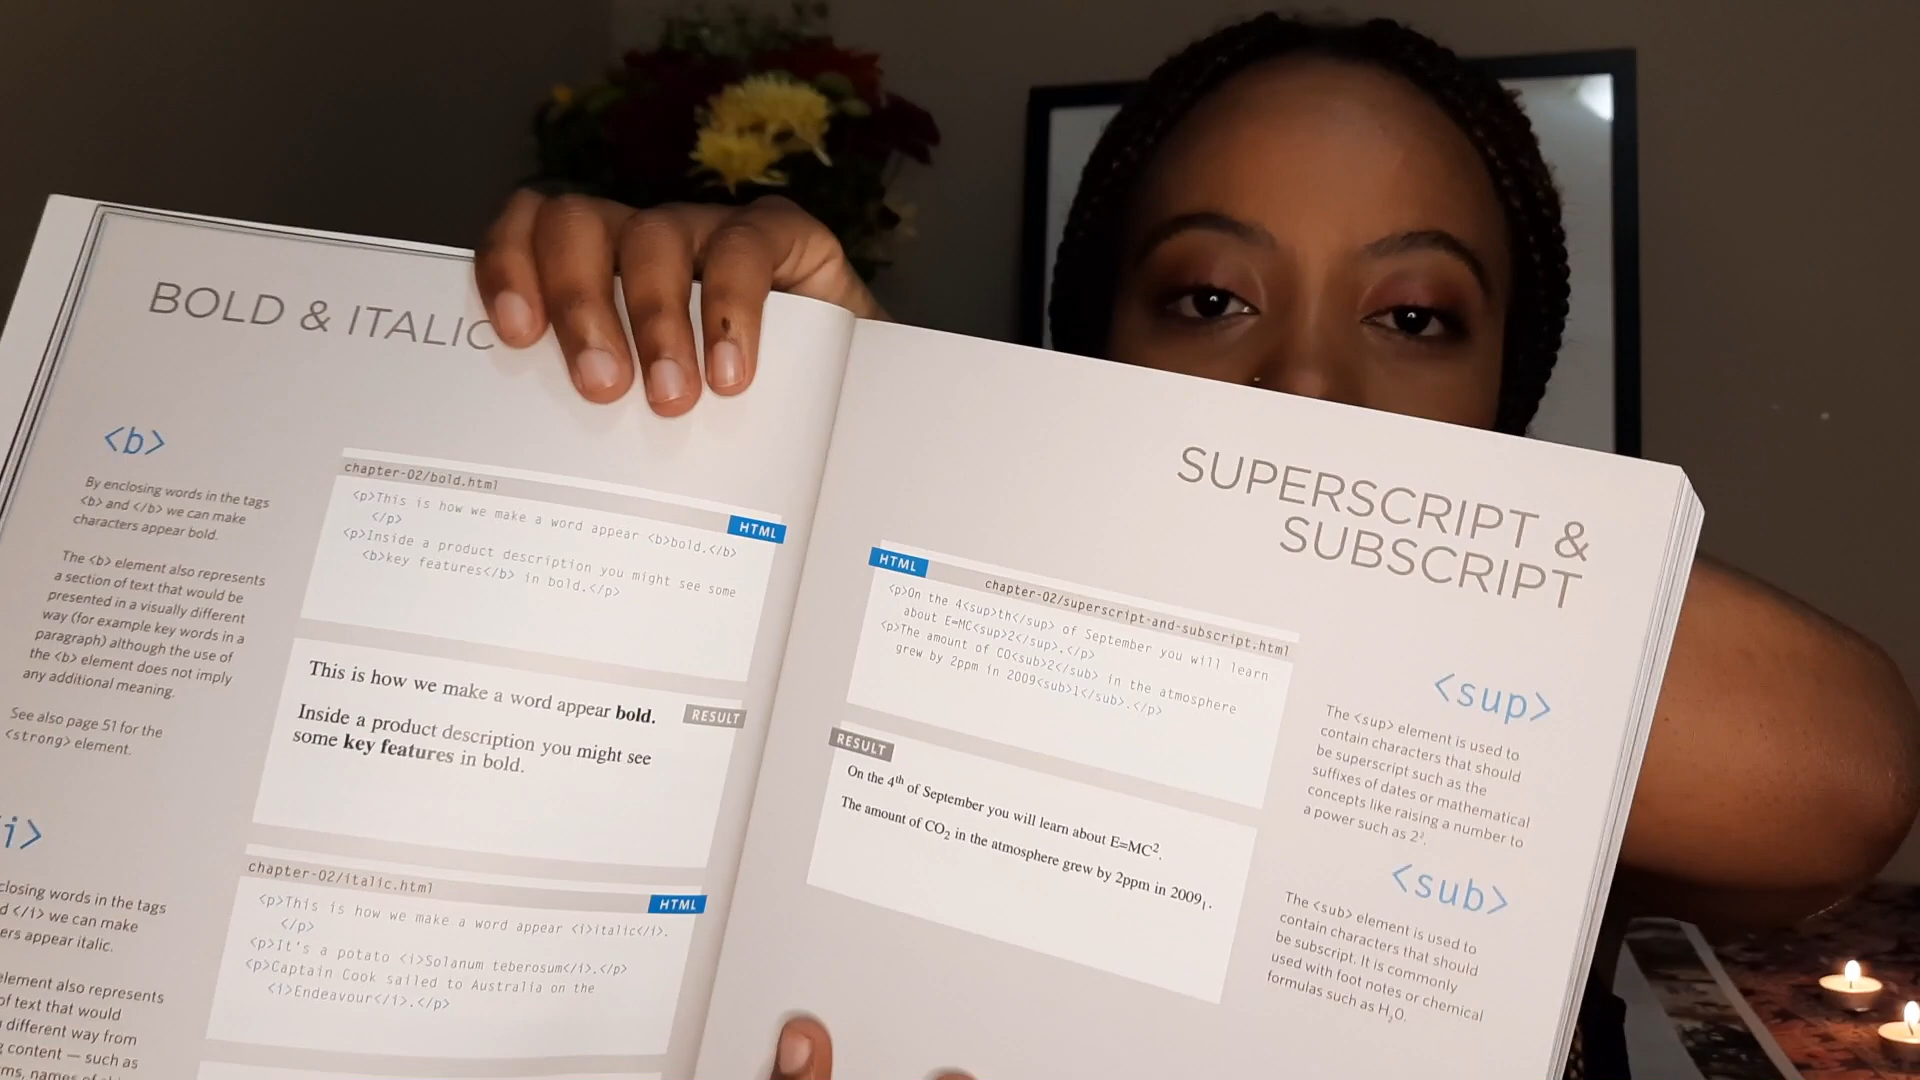 BOLD & ITALIC
<b>
By enclosing words in the tags
<b> and </b> we can make
characters appear bold.
The <b> element also represents
a section of text that would be
presented in a visually different
way (for example key words in a
paragraph) although the use of
the <b> element does not imply
any additional meaning.
See also page 51 for the
<strong> element.
i>
closing words in the tags
d </i> we can make
ers appear italic.
element also represents
of text that would
different way from
content — such as
chapter-02/bold.html
HTML
<p>This is how we make a word appear <b>bold.</b>
</p>
<p>Inside a product description you might see some
<b>key features</b> in bold.</p>
RESULT
This is how we make a word appear bold.
Inside a product description you might see
some key features in bold.
chapter-02/italic.html
HTML
<p>This is how we make a word appear <i>italic</i>.
</p>
<p>It's a potato <i>Solanum teberosum</i>.</p>
<p>Captain Cook sailed to Australia on the
<i>Endeavour</i>.</p>
SUPERSCRIPT &
SUBSCRIPT
HTML
chapter-02/superscript-and-subscript.html
<p>On the 4<sup>th</sup> of September you will learn
about E=MC<sup>2</sup>.</p>
<p>The amount of CO<sub>2</sub> in the atmosphere
grew by 2ppm in 2009<sub>1</sub>.</p>
RESULT
On the 4th of September you will learn about E=MC².
The amount of CO₂ in the atmosphere grew by 2ppm in 2009₁.
<sup>
The <sup> element is used to
contain characters that should
be superscript such as the
suffixes of dates or mathematical
concepts like raising a number to
a power such as 2².
<sub>
The <sub> element is used to
contain characters that should
be subscript. It is commonly
used with foot notes or chemical
formulas such as H₂0.